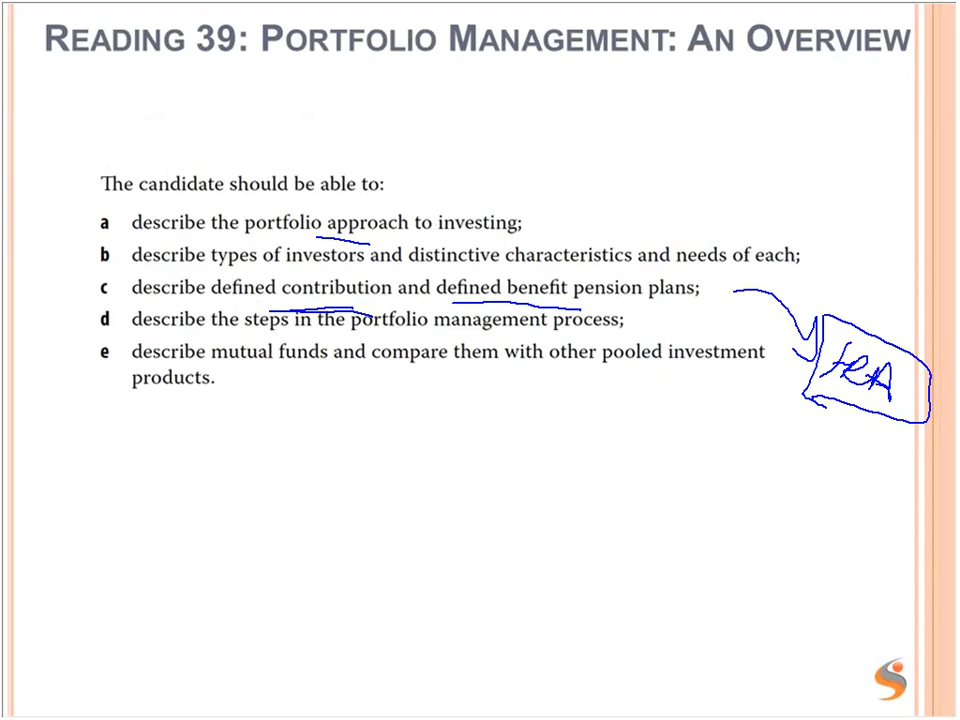 READING 39: PORTFOLIO MANAGEMENT: AN OVERVIEW
The candidate should be able to:
a describe the portfolio approach to investing;
b describe types of investors and distinctive characteristics and needs of each;
c describe defined contribution and defined benefit pension plans;
d describe the steps in the portfolio management process;
e describe mutual funds and compare them with other pooled investment
products.
FRA